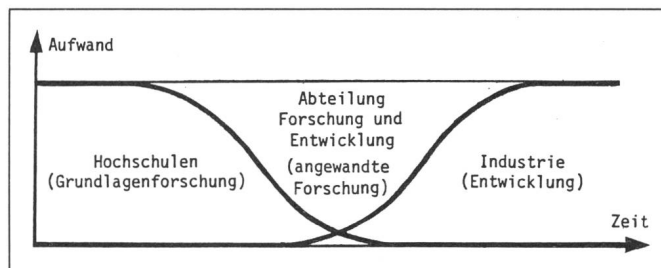 Aufwand
Abteilung
Forschung und
Entwicklung
(angewandte
Forschung)
Hochschulen
(Grundlagenforschung)
Industrie
(Entwicklung)
Zeit